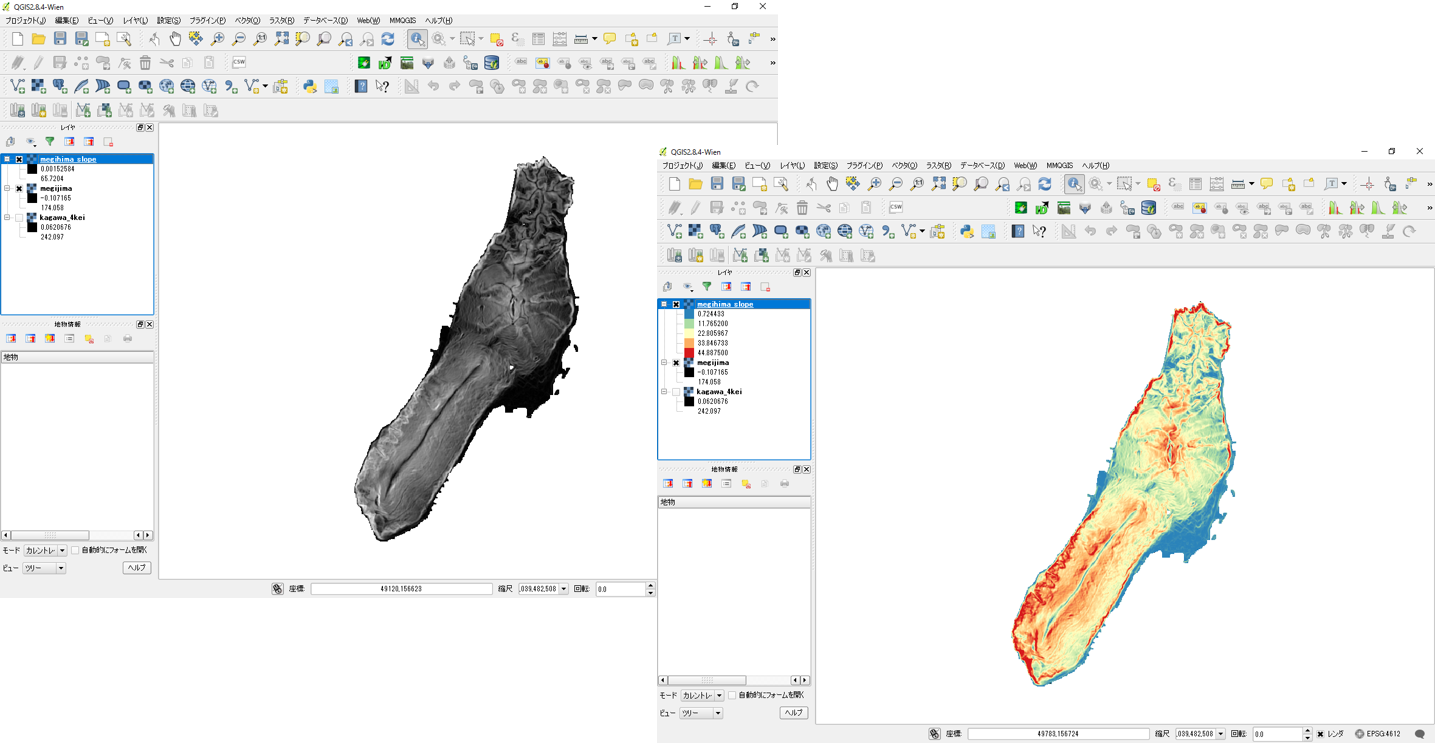 QGIS2.8.4-Wien
プロジェクト(J) 編集(E) ビュー(V) レイヤ(L) 設定(S) プラグイン(P) ベクタ(O) ラスタ(R) データベース(D) Web(W) MMQGIS ヘルプ(H)
CSW
レイヤ
megihima slope
0.00152584
65.7204
megijima
-0.107165
174.058
kagawa_4kei
0.0620676
242.097
地物情報
地物
モード カレントレ 自動的にフォームを開く
ビュー ツリー ヘルプ
座標: 49120,156623 縮尺 ,039,482,508 回転: 0.0
QGIS2.8.4-Wien
プロジェクト(J) 編集(E) ビュー(V) レイヤ(L) 設定(S) プラグイン(P) ベクタ(O) ラスタ(R) データベース(D) Web(W) MMQGIS ヘルプ(H)
CSW
レイヤ
megihima slope
0.724433
11.765200
22.805967
33.846733
44.887500
megijima
-0.107165
174.058
kagawa_4kei
0.0620676
242.097
地物情報
地物
モード カレントレ 自動的にフォームを開く
ビュー ツリー ヘルプ
座標: 49783,156724 縮尺 ,039,482,508 回転: 0.0 レンダ EPSG:4612